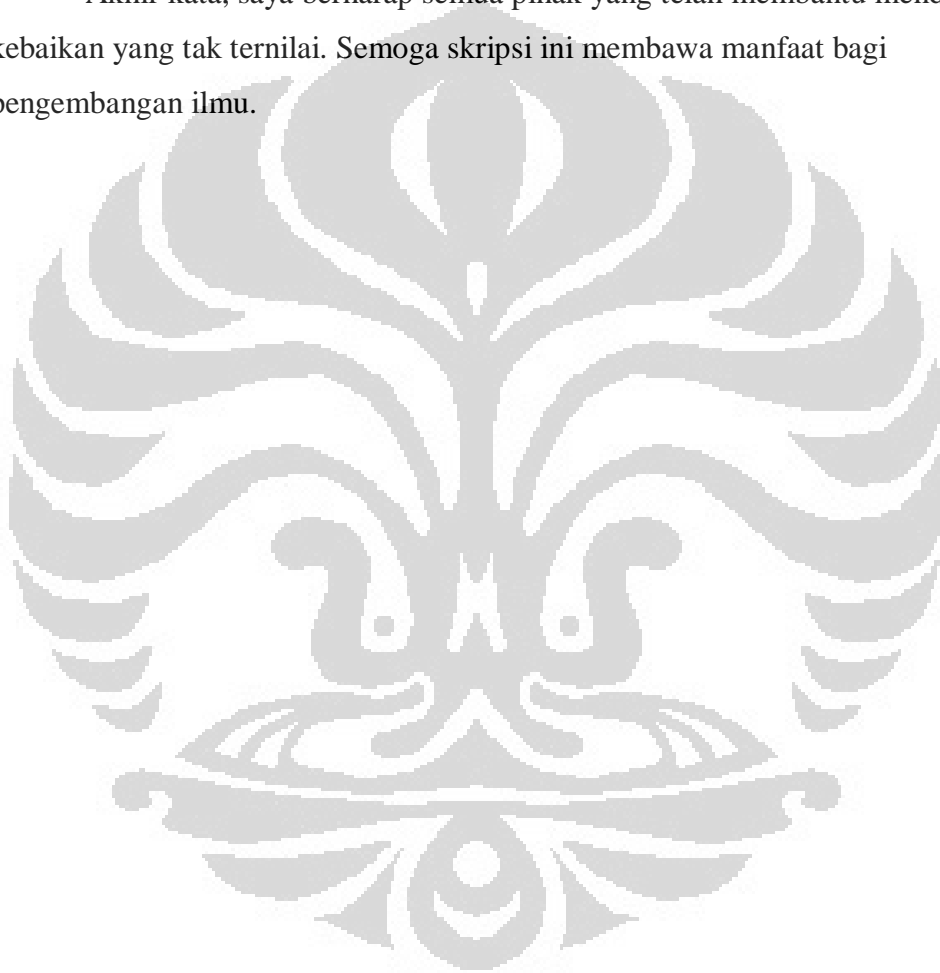 Akhir kata, saya berharap semua pihak yang telah membantu
kebaikan yang tak ternilai. Semoga skripsi ini membawa manfaat bagi
pengembangan ilmu.